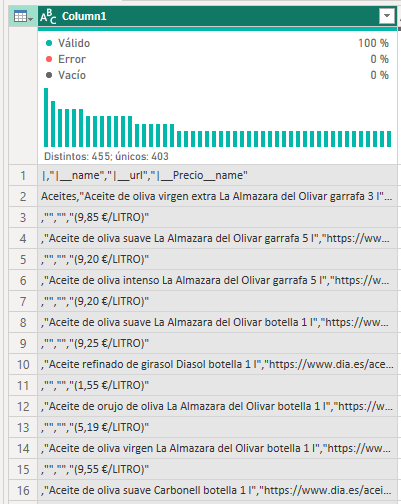 ABC Column1
Válido 100 %
Error 0 %
Vacío 0 %
Distintos: 455; únicos: 403
1 |,"|__name","|__url","|__Precio__name"
2 Aceites,"Aceite de oliva virgen extra La Almazara del Olivar garrafa 3 l"...
3 ,"","","(9,85 €/LITRO)"
4 ,"Aceite de oliva suave La Almazara del Olivar garrafa 5 l","https://ww...
5 ,"","","(9,20 €/LITRO)"
6 ,"Aceite de oliva intenso La Almazara del Olivar garrafa 5 l","https://w...
7 ,"","","(9,20 €/LITRO)"
8 ,"Aceite de oliva suave La Almazara del Olivar botella 1 l","https://ww...
9 ,"","","(9,25 €/LITRO)"
10 ,"Aceite refinado de girasol Diasol botella 1 l","https://www.dia.es/ace...
11 ,"","","(1,55 €/LITRO)"
12 ,"Aceite de orujo de oliva La Almazara del Olivar botella 1 l","https://w...
13 ,"","","(5,19 €/LITRO)"
14 ,"Aceite de oliva virgen La Almazara del Olivar botella 1 l","https://ww...
15 ,"","","(9,55 €/LITRO)"
16 ,"Aceite de oliva suave Carbonell botella 1 l","https://www.dia.es/acei...